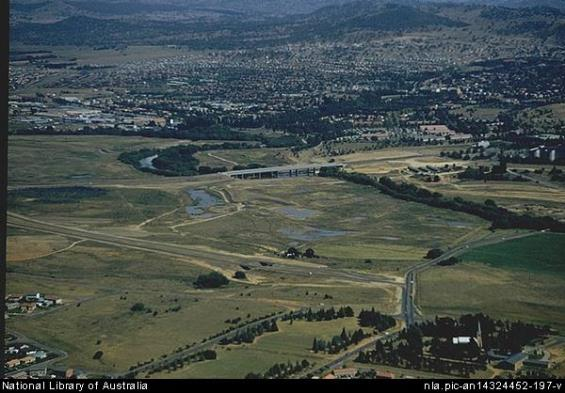 National Library of Australia
nla.pic-an14324452-197-v